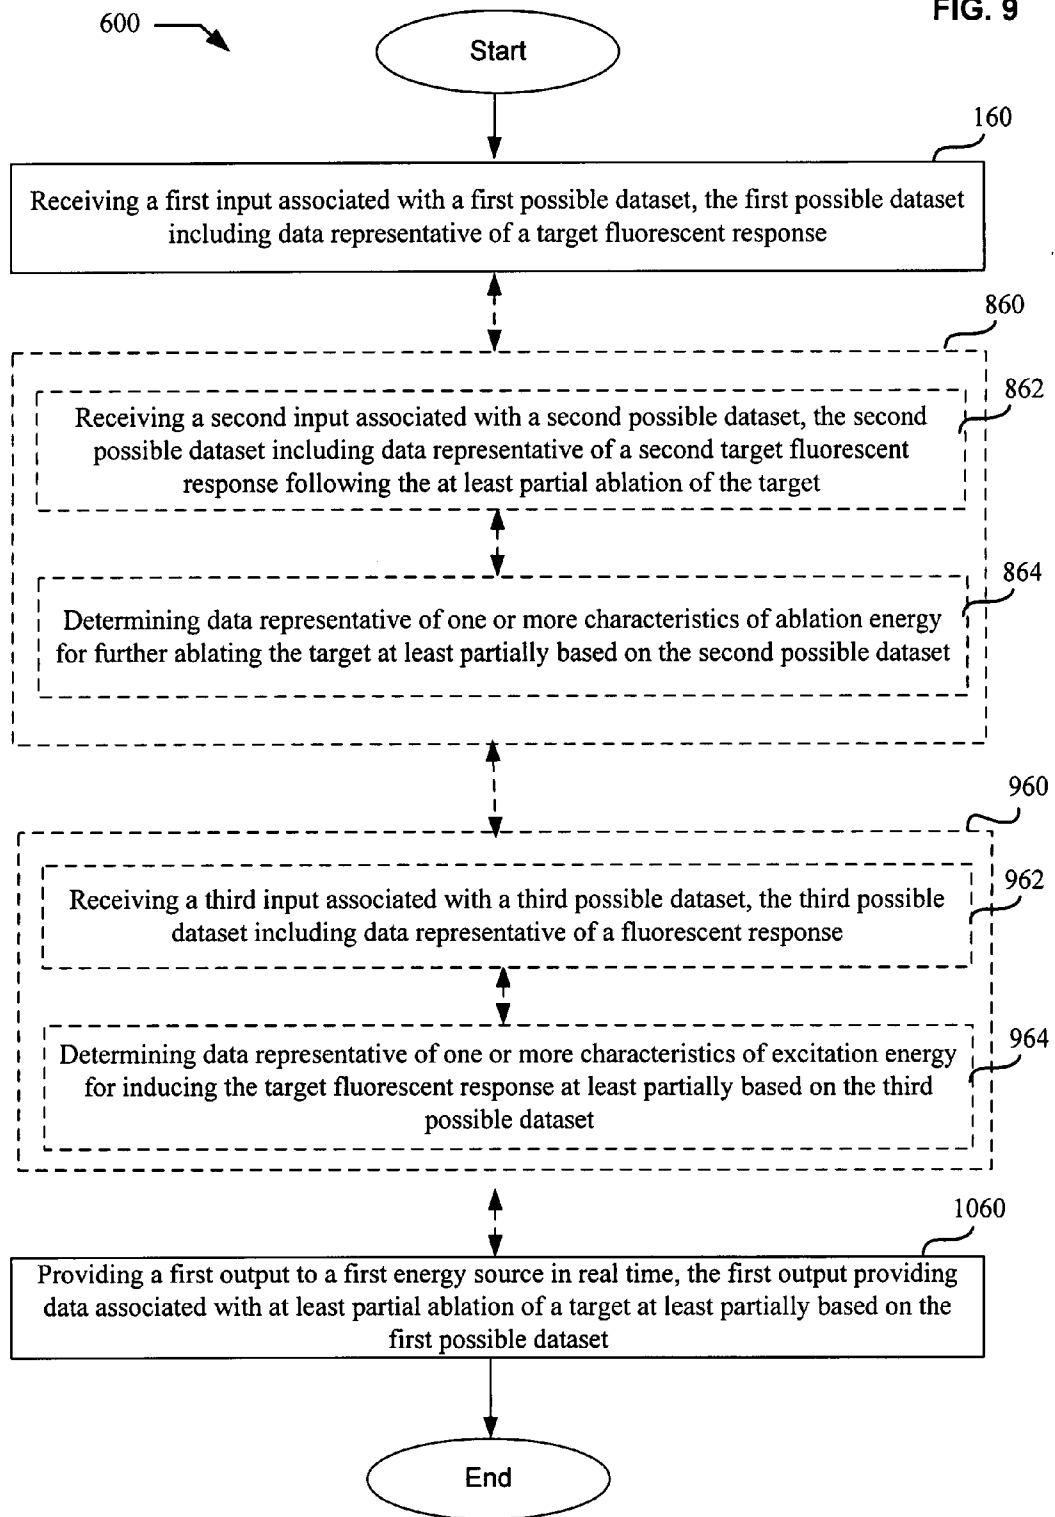 FIG. 9
600
Start
160
Receiving a first input associated with a first possible dataset, the first possible dataset
including data representative of a target fluorescent response
860
862
Receiving a second input associated with a second possible dataset, the second
possible dataset including data representative of a second target fluorescent
response following the at least partial ablation of the target
864
Determining data representative of one or more characteristics of ablation energy
for further ablating the target at least partially based on the second possible dataset
960
962
Receiving a third input associated with a third possible dataset, the third possible
dataset including data representative of a fluorescent response
964
Determining data representative of one or more characteristics of excitation energy
for inducing the target fluorescent response at least partially based on the third
possible dataset
1060
Providing a first output to a first energy source in real time, the first output providing
data associated with at least partial ablation of a target at least partially based on the
first possible dataset
End